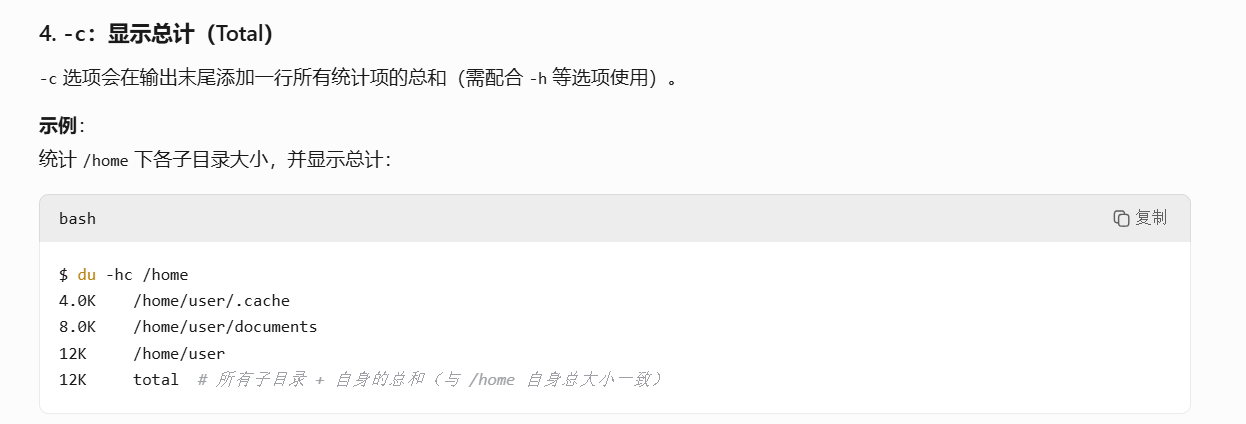 4. -c：显示总计（Total）
-c 选项会在输出末尾添加一行所有统计项的总和（需配合 -h 等选项使用）。
示例：
统计 /home 下各子目录大小，并显示总计：
bash
复制
$ du -hc /home
4.0K    /home/user/.cache
8.0K    /home/user/documents
12K     /home/user
12K     total  # 所有子目录 + 自身的总和（与 /home 自身总大小一致）